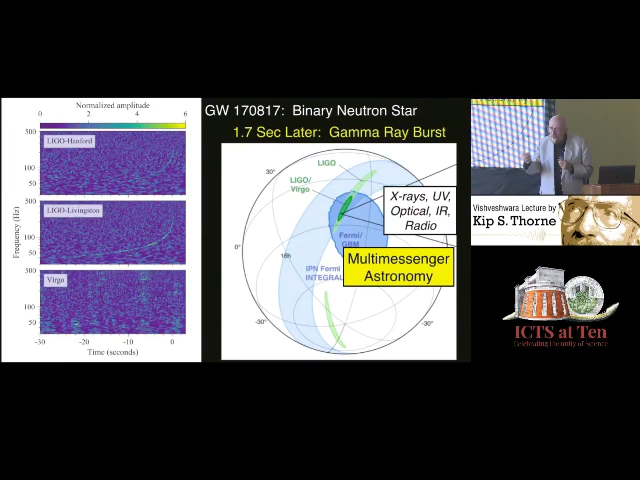 Normalized amplitude
0 2 4 6
500
LIGO-Hanford
100
50
500
LIGO-Livingston
100
50
Frequency (Hz)
Virgo
100
50
-30 -20 -10 0
Time (seconds)
GW 170817: Binary Neutron Star
1.7 Sec Later: Gamma Ray Burst
LIGO
30°
30°
LIGO/
Virgo
X-rays, UV,
Optical, IR,
Radio
0°
16h
Fermi/
GBM
IPN Fermi
INTEGRAL
Multimessenger
Astronomy
-30°
-30°
Vishveshwara Lecture by
Kip S. Thorne
ICTS at Ten
Celebrating the unity of Science